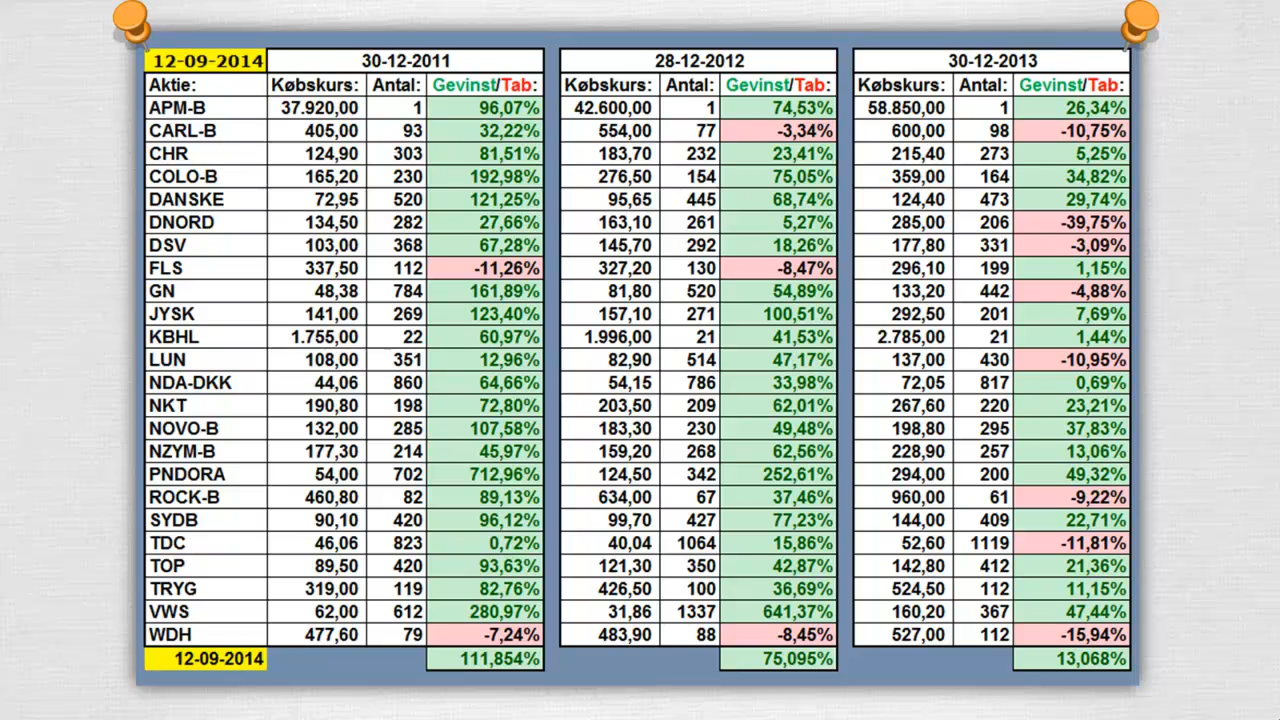 12-09-2014 30-12-2011 28-12-2012 30-12-2013
Aktie: Købskurs: Antal: Gevinst/Tab: Købskurs: Antal: Gevinst/Tab: Købskurs: Antal: Gevinst/Tab:
APM-B 37.920,00 1 96,07% 42.600,00 1 74,53% 58.850,00 1 26,34%
CARL-B 405,00 93 32,22% 554,00 77 -3,34% 600,00 98 -10,75%
CHR 124,90 303 81,51% 183,70 232 23,41% 215,40 273 5,25%
COLO-B 165,20 230 192,98% 276,50 154 75,05% 359,00 164 34,82%
DANSKE 72,95 520 121,25% 95,65 445 68,74% 124,40 473 29,74%
DNORD 134,50 282 27,66% 163,10 261 5,27% 285,00 206 -39,75%
DSV 103,00 368 67,28% 145,70 292 18,26% 177,80 331 -3,09%
FLS 337,50 112 -11,26% 327,20 130 -8,47% 296,10 199 1,15%
GN 48,38 784 161,89% 81,80 520 54,89% 133,20 442 -4,88%
JYSK 141,00 269 123,40% 157,10 271 100,51% 292,50 201 7,69%
KBHL 1.755,00 22 60,97% 1.996,00 21 41,53% 2.785,00 21 1,44%
LUN 108,00 351 12,96% 82,90 514 47,17% 137,00 430 -10,95%
NDA-DKK 44,06 860 64,66% 54,15 786 33,98% 72,05 817 0,69%
NKT 190,80 198 72,80% 203,50 209 62,01% 267,60 220 23,21%
NOVO-B 132,00 285 107,58% 183,30 230 49,48% 198,80 295 37,83%
NZYM-B 177,30 214 45,97% 159,20 268 62,56% 228,90 257 13,06%
PNDORA 54,00 702 712,96% 124,50 342 252,61% 294,00 200 49,32%
ROCK-B 460,80 82 89,13% 634,00 67 37,46% 960,00 61 -9,22%
SYDB 90,10 420 96,12% 99,70 427 77,23% 144,00 409 22,71%
TDC 46,06 823 0,72% 40,04 1064 15,86% 52,60 1119 -11,81%
TOP 89,50 420 93,63% 121,30 350 42,87% 142,80 412 21,36%
TRYG 319,00 119 82,76% 426,50 100 36,69% 524,50 112 11,15%
VWS 62,00 612 280,97% 31,86 1337 641,37% 160,20 367 47,44%
WDH 477,60 79 -7,24% 483,90 88 -8,45% 527,00 112 -15,94%
12-09-2014 111,854% 75,095% 13,068%